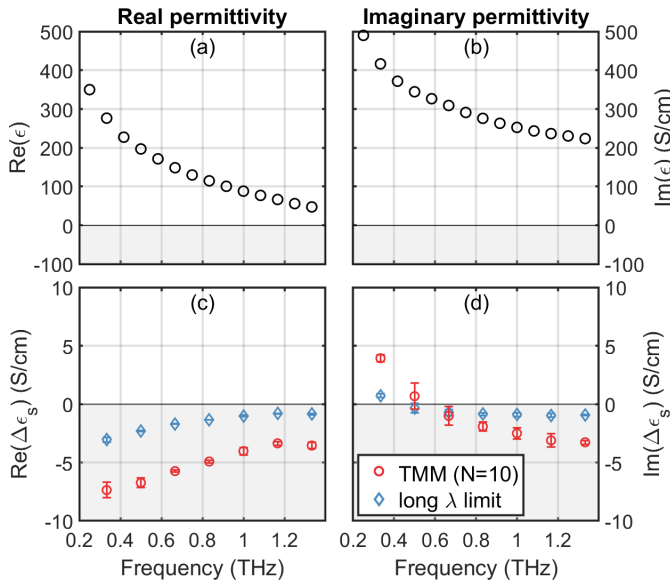 Real permittivity
Imaginary permittivity
500
400
300
200
100
0
-100
Re(ϵ)
(a)
500
400
300
200
100
0
-100
Im(ϵ) (S/cm)
(b)
10
5
0
-5
-10
Re(Δϵs) (S/cm)
(c)
0.2 0.4 0.6 0.8 1 1.2
Frequency (THz)
10
5
0
-5
-10
Im(Δϵs) (S/cm)
(d)
TMM (N=10)
long λ limit
0.2 0.4 0.6 0.8 1 1.2
Frequency (THz)